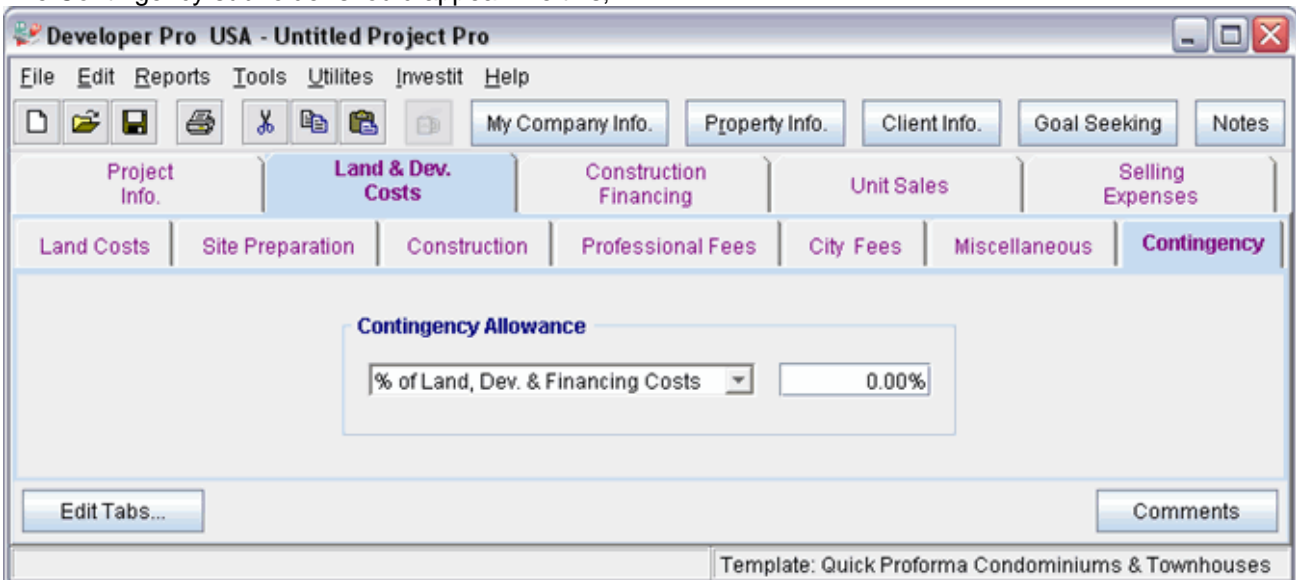 Developer Pro USA - Untitled Project Pro
File Edit Reports Tools Utilites Investit Help
My Company Info. Property Info. Client Info. Goal Seeking Notes
Project Info. Land & Dev. Costs Construction Financing Unit Sales Selling Expenses
Land Costs Site Preparation Construction Professional Fees City Fees Miscellaneous Contingency
Contingency Allowance
% of Land, Dev. & Financing Costs 0.00%
Edit Tabs... Comments
Template: Quick Proforma Condominiums & Townhouses